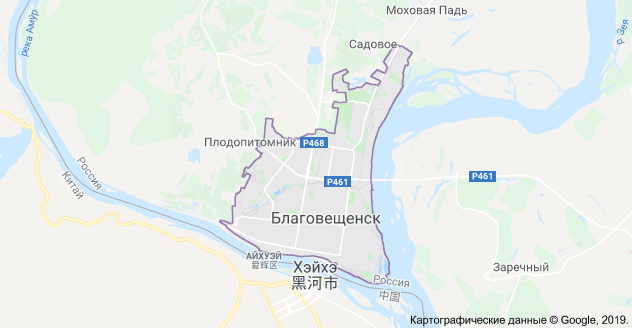 Моховая Падь
река Амур
р. Зея
Садовое
Плодопитомник
Р468
Р461
Р461
Россия
Китай
Благовещенск
АЙХУЭЙ
爱辉区
Хэйхэ
黑河市
Заречный
Россия
中国
Картографические данные © Google, 2019.